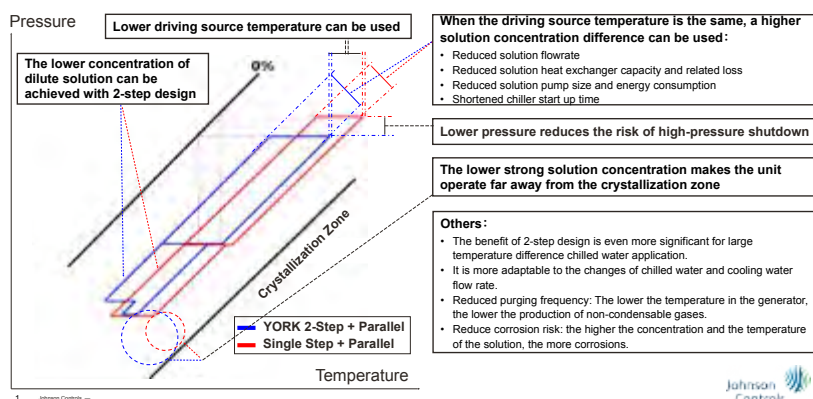 Pressure
Lower driving source temperature can be used
The lower concentration of
dilute solution can be
achieved with 2-step design
0%
Crystallization Zone
YORK 2-Step + Parallel
Single Step + Parallel
Temperature
When the driving source temperature is the same, a higher
solution concentration difference can be used:
• Reduced solution flowrate
• Reduced solution heat exchanger capacity and related loss
• Reduced solution pump size and energy consumption
• Shortened chiller start up time
Lower pressure reduces the risk of high-pressure shutdown
The lower strong solution concentration makes the unit
operate far away from the crystallization zone
Others:
• The benefit of 2-step design is even more significant for large
temperature difference chilled water application.
• It is more adaptable to the changes of chilled water and cooling water
flow rate.
• Reduced purging frequency: The lower the temperature in the generator,
the lower the production of non-condensable gases.
• Reduce corrosion risk: the higher the concentration and the temperature
of the solution, the more corrosions.
1 Johnson Controls —
Johnson
Controls